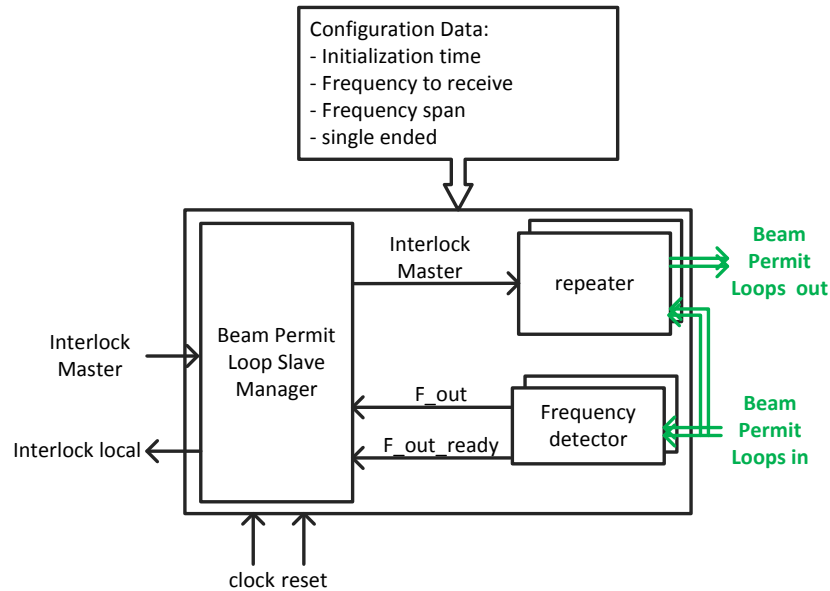 Configuration Data:
- Initialization time
- Frequency to receive
- Frequency span
- single ended
Interlock
Master
repeater
Beam
Permit
Loops out
Interlock
Master
Beam Permit
Loop Slave
Manager
F_out
Frequency
detector
Beam
Permit
Loops in
Interlock local
F_out_ready
clock reset